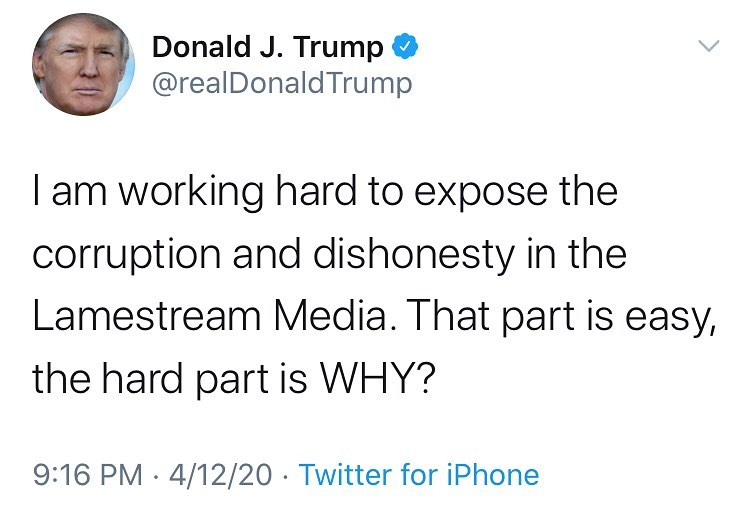 Donald J. Trump
@realDonaldTrump
I am working hard to expose the
corruption and dishonesty in the
Lamestream Media. That part is easy,
the hard part is WHY?
9:16 PM · 4/12/20 · Twitter for iPhone